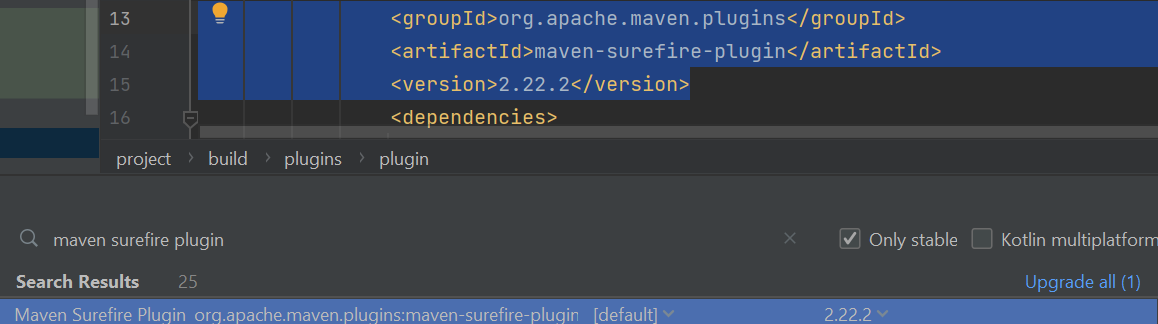 13 <groupId>org.apache.maven.plugins</groupId>
14 <artifactId>maven-surefire-plugin</artifactId>
15 <version>2.22.2</version>
16 <dependencies>
project › build › plugins › plugin
maven surefire plugin × Only stable Kotlin multiplatform
Search Results 25 Upgrade all (1)
Maven Surefire Plugin org.apache.maven.plugins:maven-surefire-plugin [default] 2.22.2